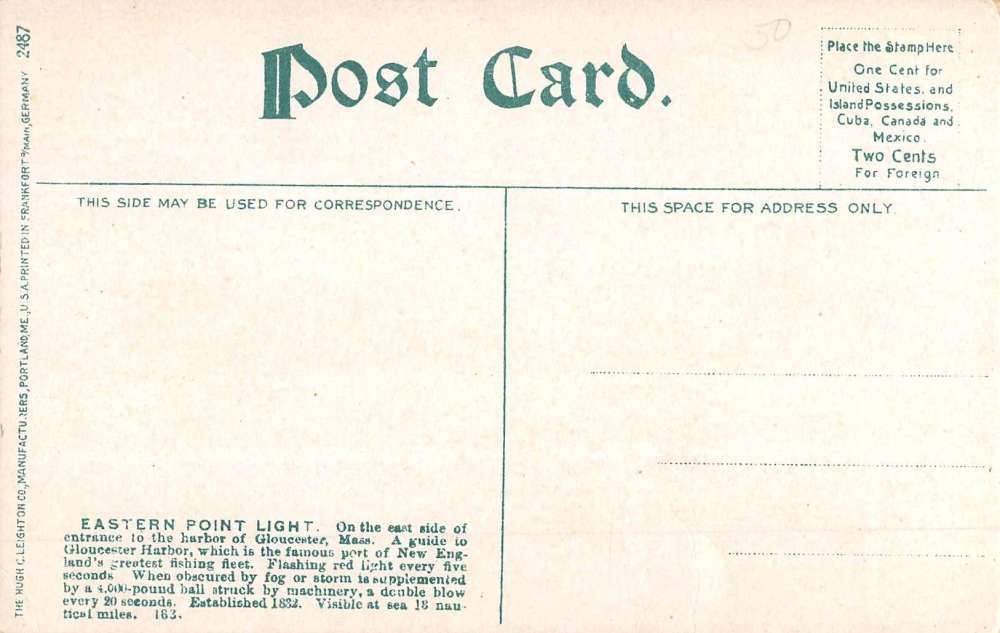 2487
THE HUGH C. LEIGHTON CO., MANUFACTURERS, PORTLAND, ME., U.S.A. PRINTED IN FRANKFORT a/MAIN, GERMANY
50
Post Card.
Place the Stamp Here
One Cent for
United States, and
Island Possessions,
Cuba, Canada and
Mexico.
Two Cents
For Foreign
THIS SIDE MAY BE USED FOR CORRESPONDENCE.
THIS SPACE FOR ADDRESS ONLY.
EASTERN POINT LIGHT. On the east side of
entrance to the harbor of Gloucester, Mass. A guide to
Gloucester Harbor, which is the famous port of New Eng-
land's greatest fishing fleet. Flashing red light every five
seconds When obscured by fog or storm is supplemented
by a 4,000-pound ball struck by machinery, a double blow
every 20 seconds. Established 1832. Visible at sea 13 nau-
tical miles. 163.